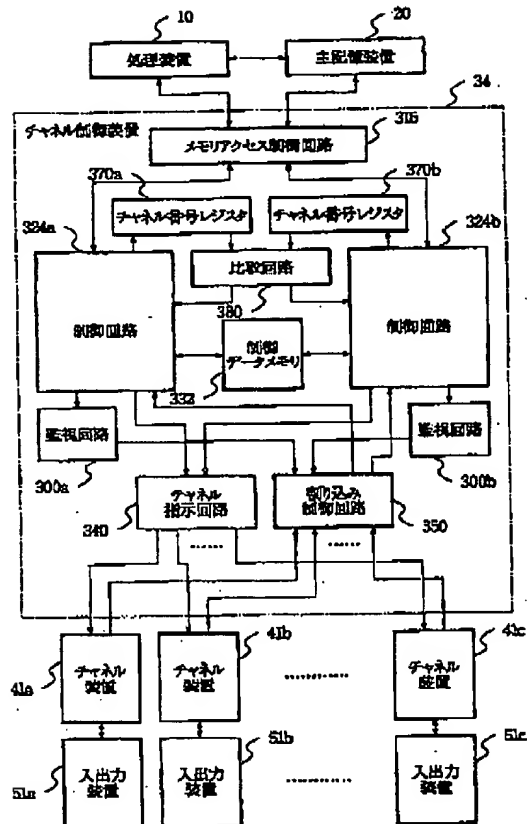 10
20
処理装置
主記憶装置
34
チャネル制御装置
316
メモリアクセス制御回路
370a
370b
324a
チャネル番号レジスタ
チャネル番号レジスタ
324b
比較回路
380
制御回路
制御
データメモリ
制御回路
332
監視回路
監視回路
300a
300b
チャネル
指示回路
割り込み
制御回路
340
350
……
……
41a
チャネル
装置
41b
チャネル
装置
………
41c
チャネル
装置
51a
入出力
装置
51b
入出力
装置
………
51c
入出力
装置